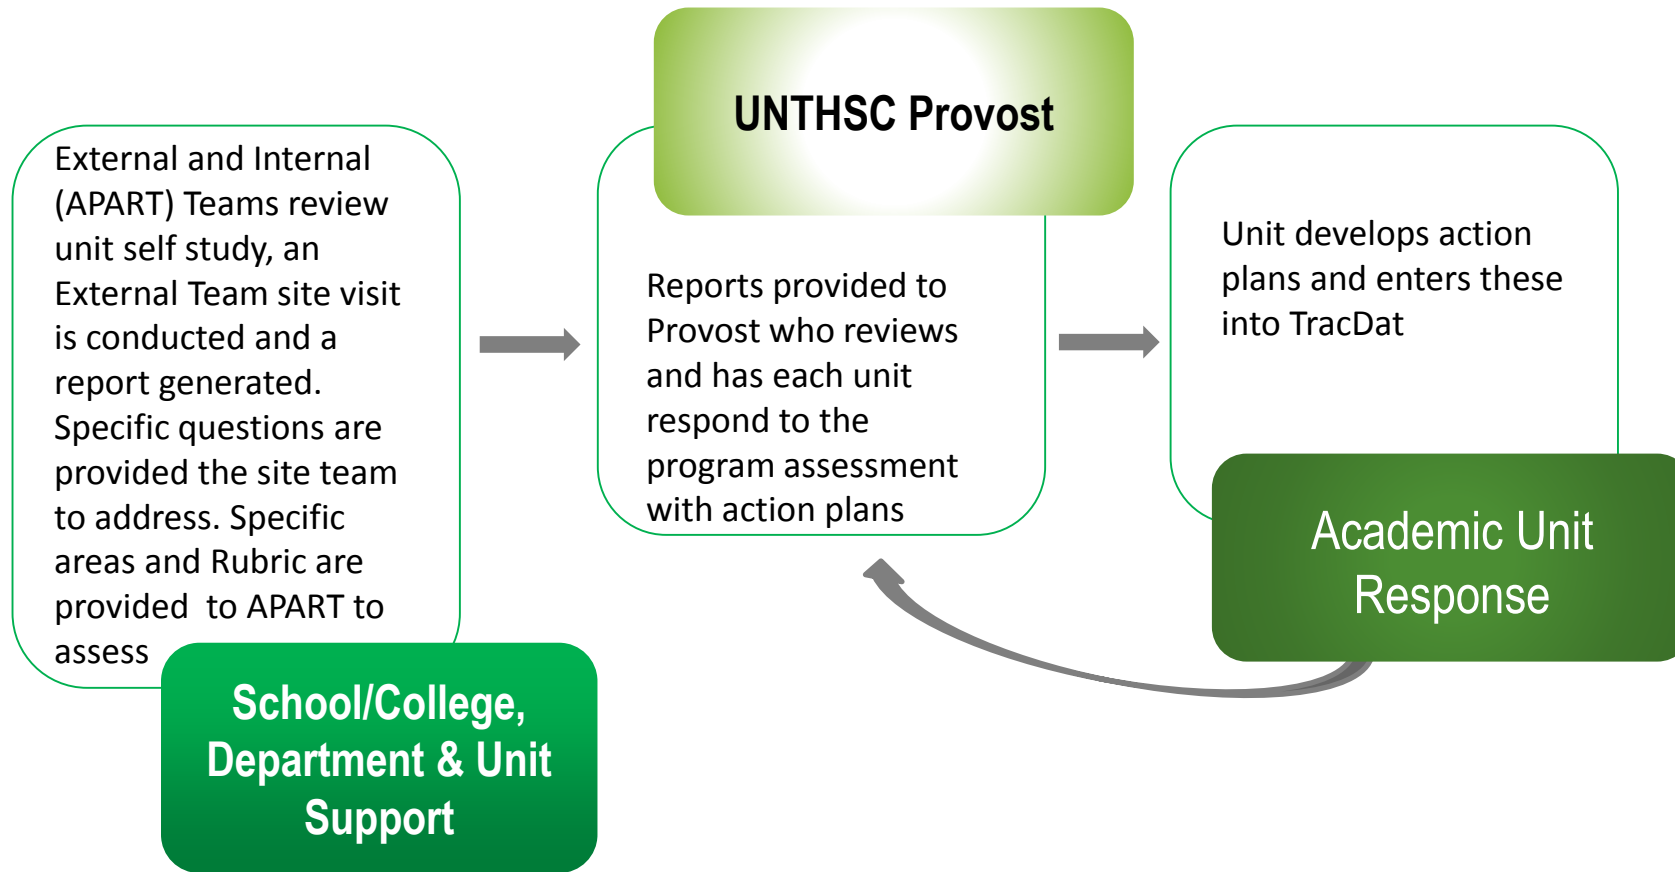 External and Internal
(APART) Teams review
unit self study, an
External Team site visit
is conducted and a
report generated.
Specific questions are
provided the site team
to address. Specific
areas and Rubric are
provided  to APART to
assess
School/College,
Department & Unit
Support
UNTHSC Provost
Reports provided to
Provost who reviews
and has each unit
respond to the
program assessment
with action plans
Unit develops action
plans and enters these
into TracDat
Academic Unit
Response